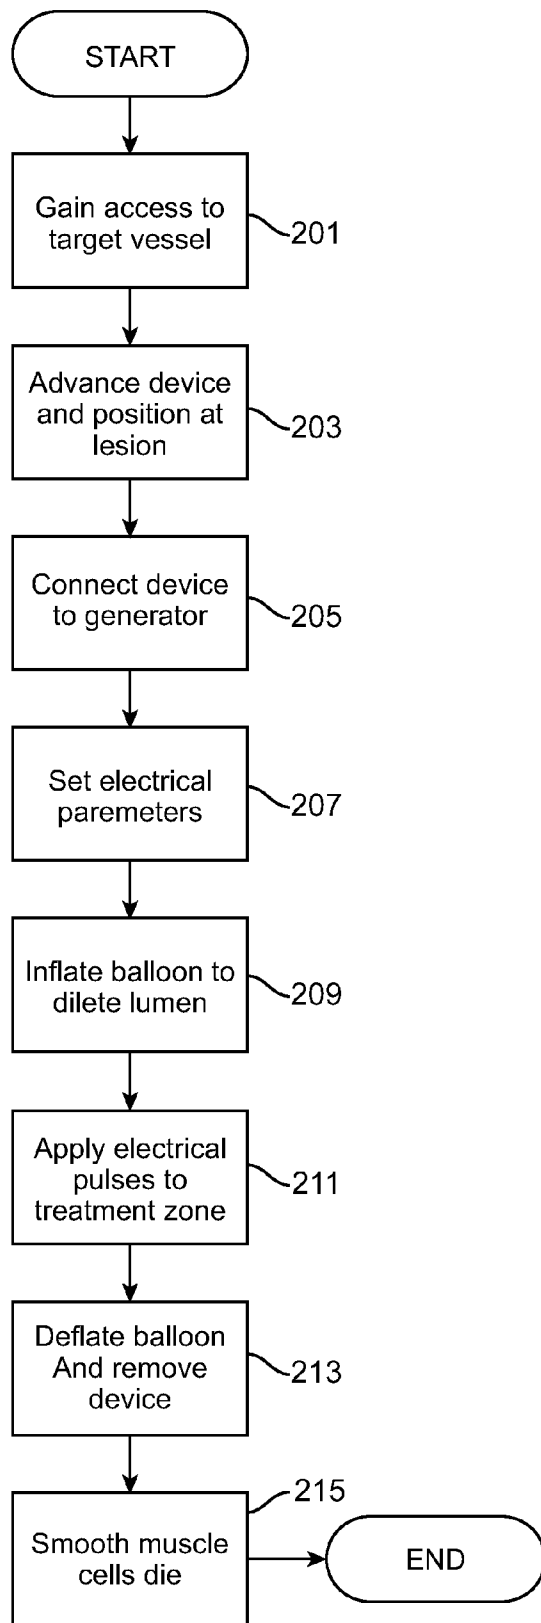 START
Gain access to
target vessel
201
Advance device
and position at
lesion
203
Connect device
to generator
205
Set electrical
paremeters
207
Inflate balloon to
dilete lumen
209
Apply electrical
pulses to
treatment zone
211
Deflate balloon
And remove
device
213
215
Smooth muscle
cells die
END